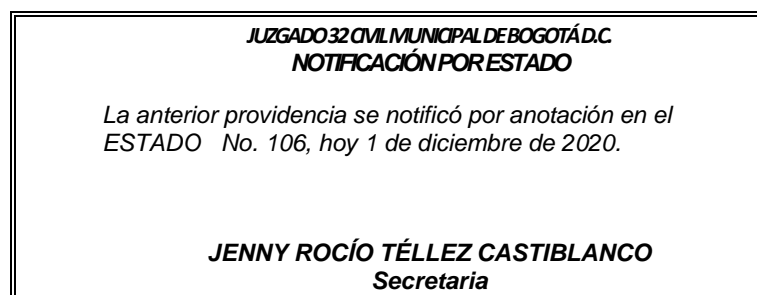 JUZGADO 32 CIVIL MUNICIPAL DE BOGOTÁ D.C.
NOTIFICACIÓN POR ESTADO
La anterior providencia se notificó por anotación en el
ESTADO No. 106, hoy 1 de diciembre de 2020.
JENNY ROCÍO TÉLLEZ CASTIBLANCO
Secretaria